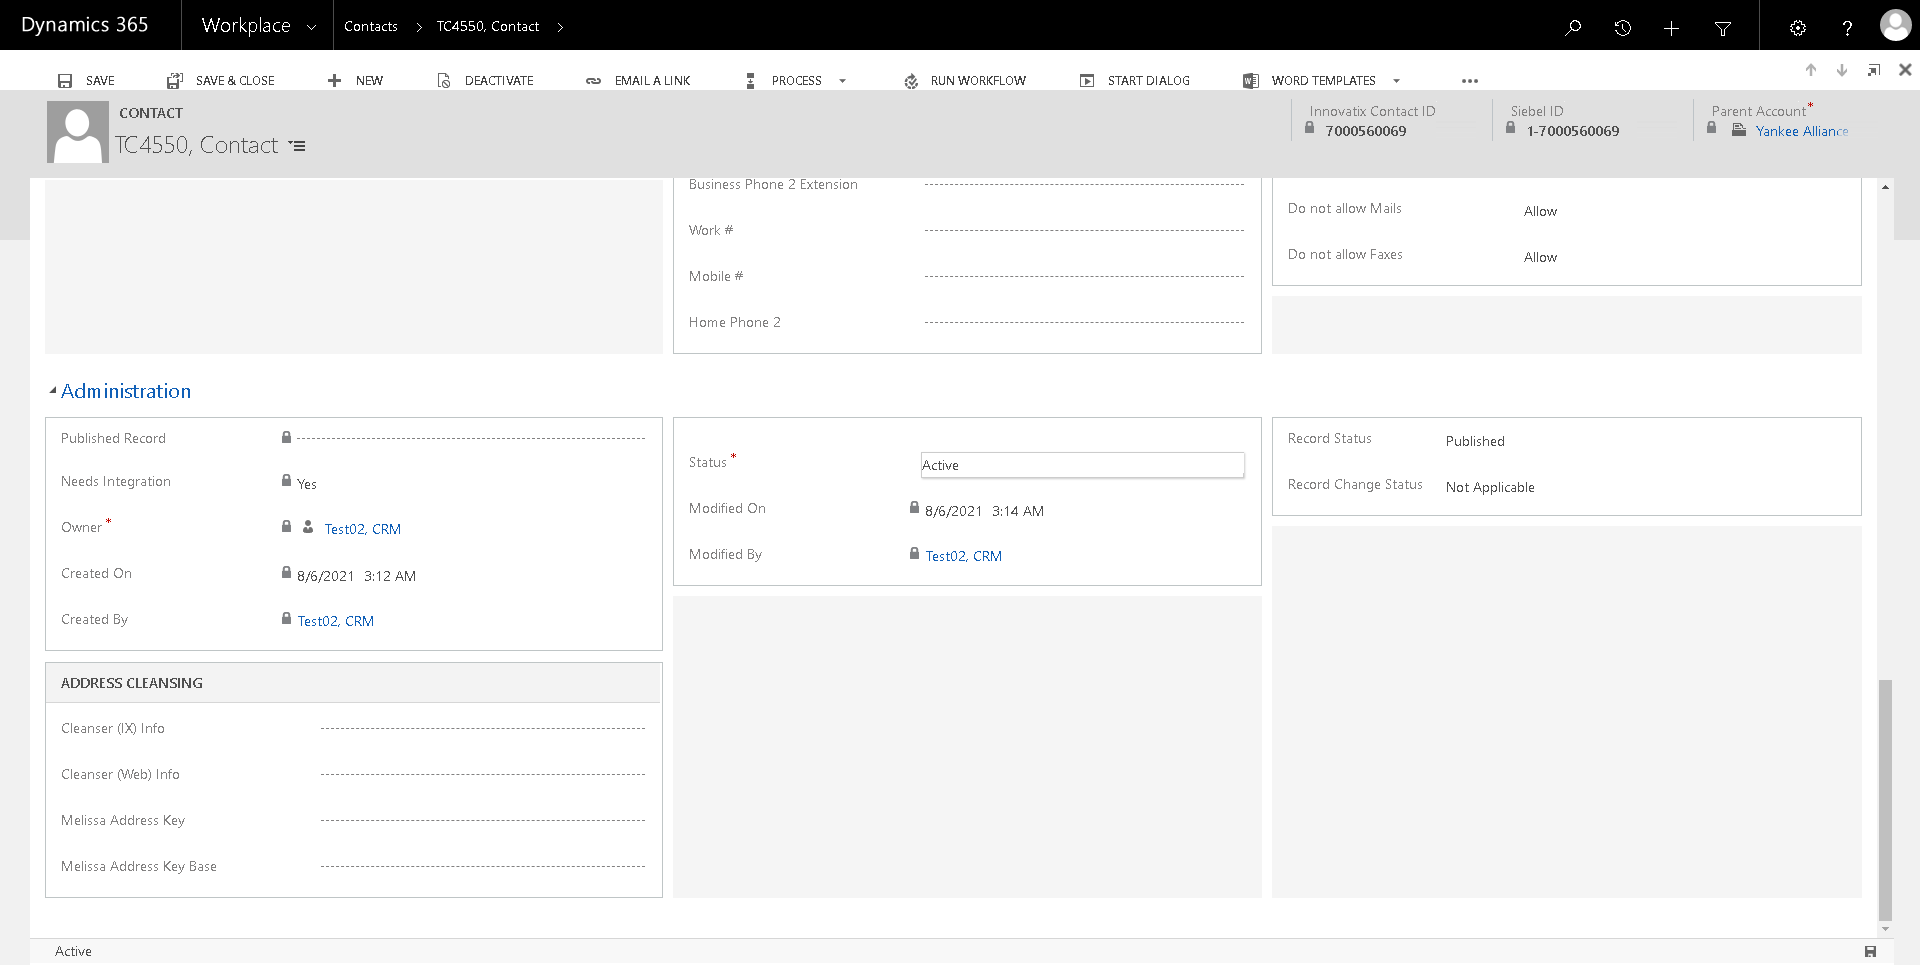 Dynamics 365
Workplace
Contacts
TC4550, Contact
SAVE
SAVE & CLOSE
NEW
DEACTIVATE
EMAIL A LINK
PROCESS
RUN WORKFLOW
START DIALOG
WORD TEMPLATES
CONTACT
TC4550, Contact
Innovatix Contact ID
7000560069
Siebel ID
1-7000560069
Parent Account*
Yankee Alliance
Business Phone 2 Extension
Work #
Mobile #
Home Phone 2
Do not allow Mails
Allow
Do not allow Faxes
Allow
Administration
Published Record
Needs Integration
Yes
Owner *
Test02, CRM
Created On
8/6/2021 3:12 AM
Created By
Test02, CRM
Status *
Active
Modified On
8/6/2021 3:14 AM
Modified By
Test02, CRM
Record Status
Published
Record Change Status
Not Applicable
ADDRESS CLEANSING
Cleanser (IX) Info
Cleanser (Web) Info
Melissa Address Key
Melissa Address Key Base
Active